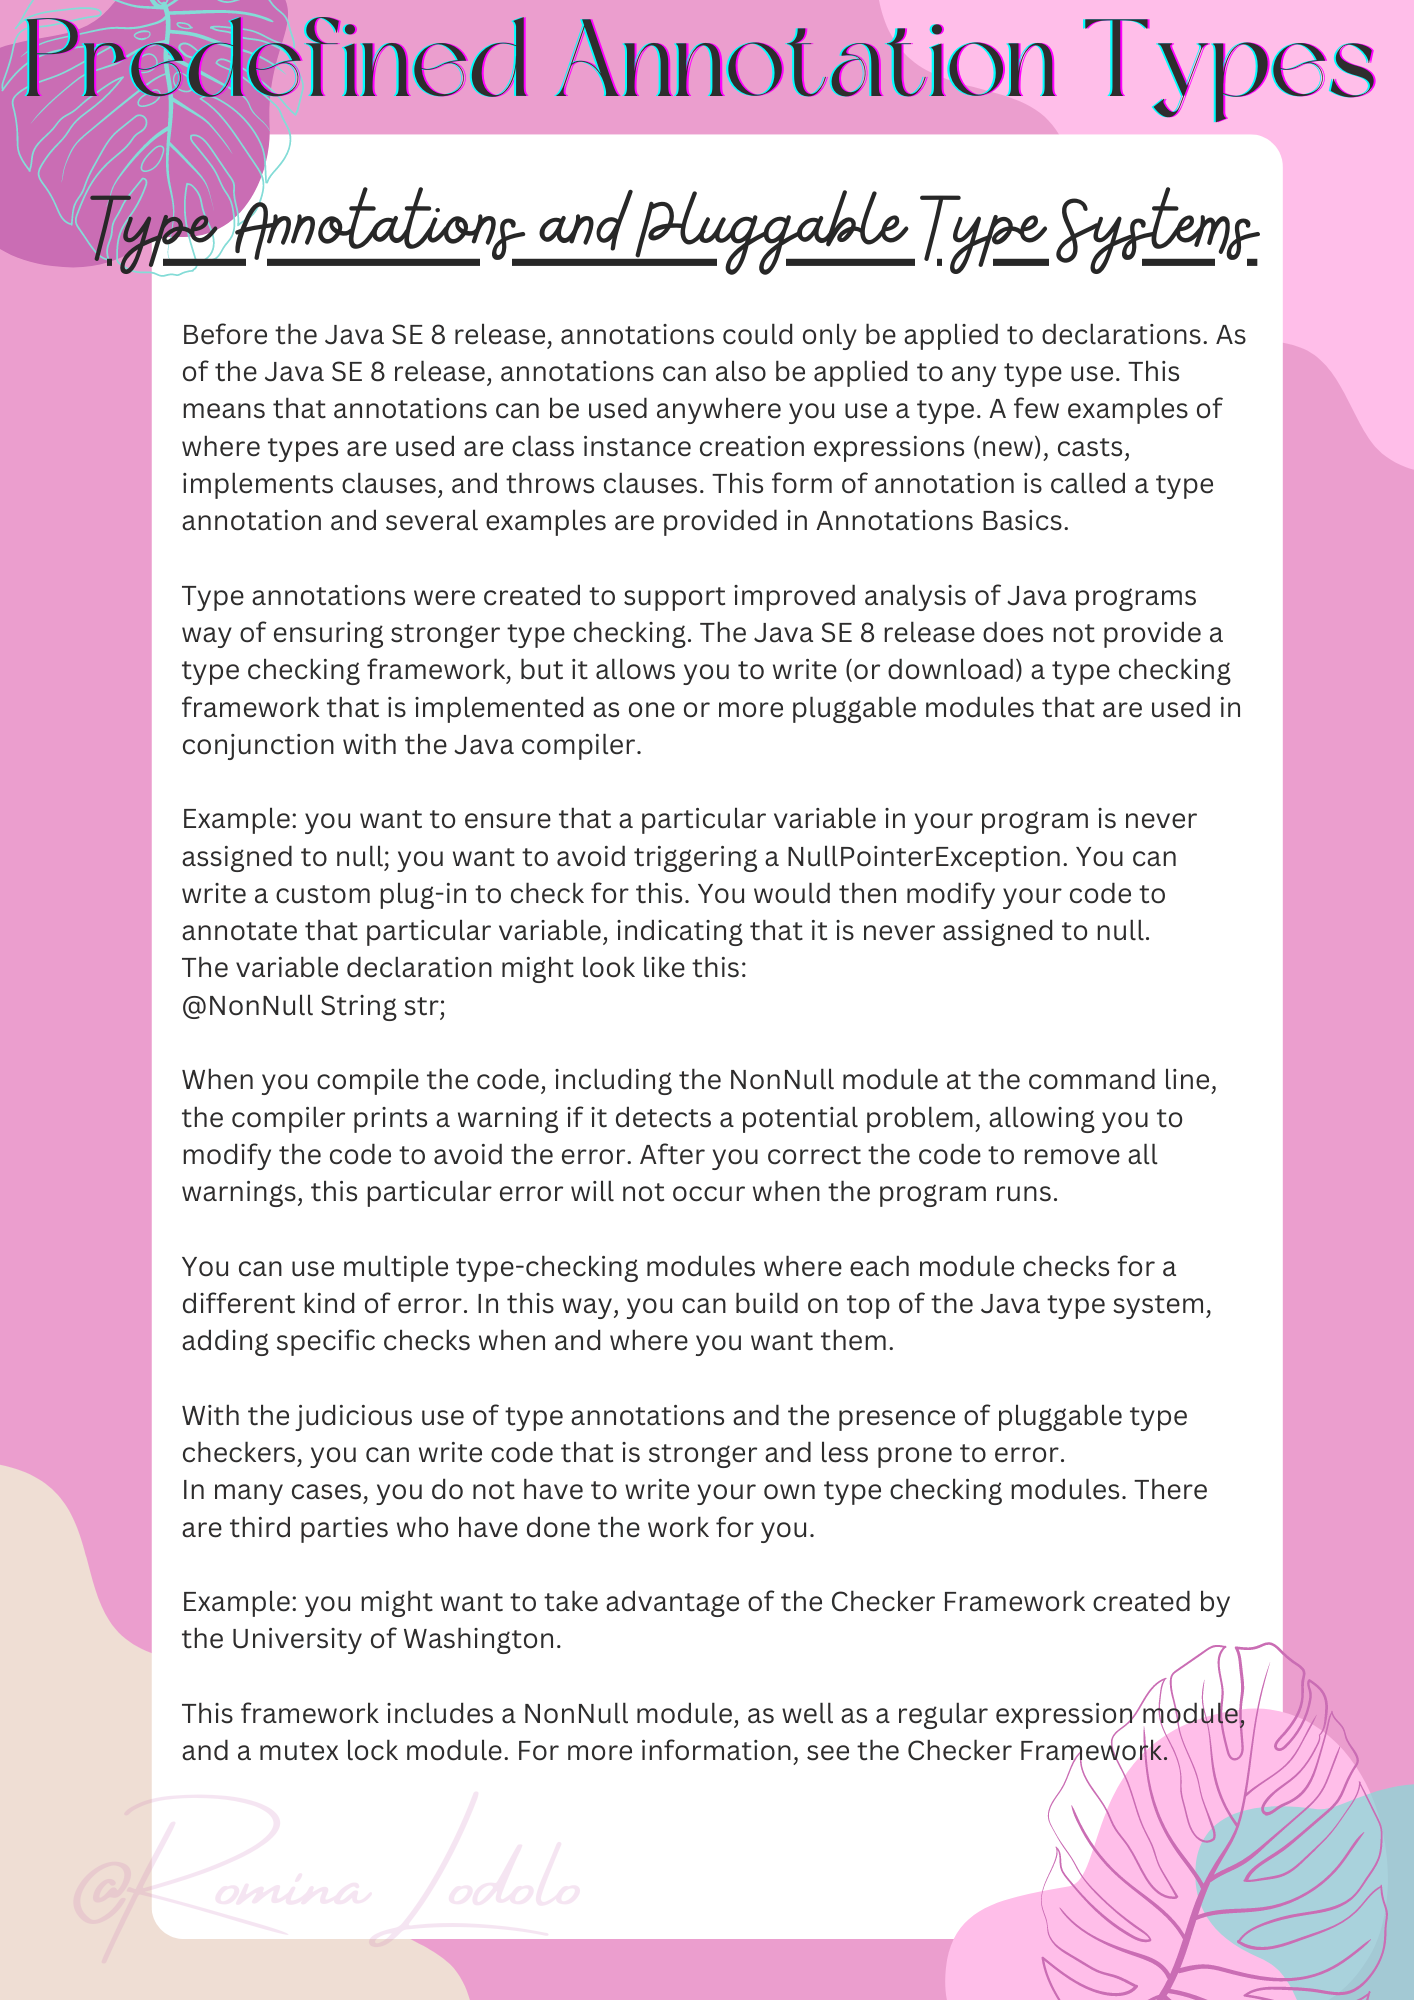 Predefined Annotation Types
Type Annotations and Pluggable Type Systems
Before the Java SE 8 release, annotations could only be applied to declarations. As
of the Java SE 8 release, annotations can also be applied to any type use. This
means that annotations can be used anywhere you use a type. A few examples of
where types are used are class instance creation expressions (new), casts,
implements clauses, and throws clauses. This form of annotation is called a type
annotation and several examples are provided in Annotations Basics.
Type annotations were created to support improved analysis of Java programs
way of ensuring stronger type checking. The Java SE 8 release does not provide a
type checking framework, but it allows you to write (or download) a type checking
framework that is implemented as one or more pluggable modules that are used in
conjunction with the Java compiler.
Example: you want to ensure that a particular variable in your program is never
assigned to null; you want to avoid triggering a NullPointerException. You can
write a custom plug-in to check for this. You would then modify your code to
annotate that particular variable, indicating that it is never assigned to null.
The variable declaration might look like this:
@NonNull String str;
When you compile the code, including the NonNull module at the command line,
the compiler prints a warning if it detects a potential problem, allowing you to
modify the code to avoid the error. After you correct the code to remove all
warnings, this particular error will not occur when the program runs.
You can use multiple type-checking modules where each module checks for a
different kind of error. In this way, you can build on top of the Java type system,
adding specific checks when and where you want them.
With the judicious use of type annotations and the presence of pluggable type
checkers, you can write code that is stronger and less prone to error.
In many cases, you do not have to write your own type checking modules. There
are third parties who have done the work for you.
Example: you might want to take advantage of the Checker Framework created by
the University of Washington.
This framework includes a NonNull module, as well as a regular expression module,
and a mutex lock module. For more information, see the Checker Framework.
@Romina Lodolo